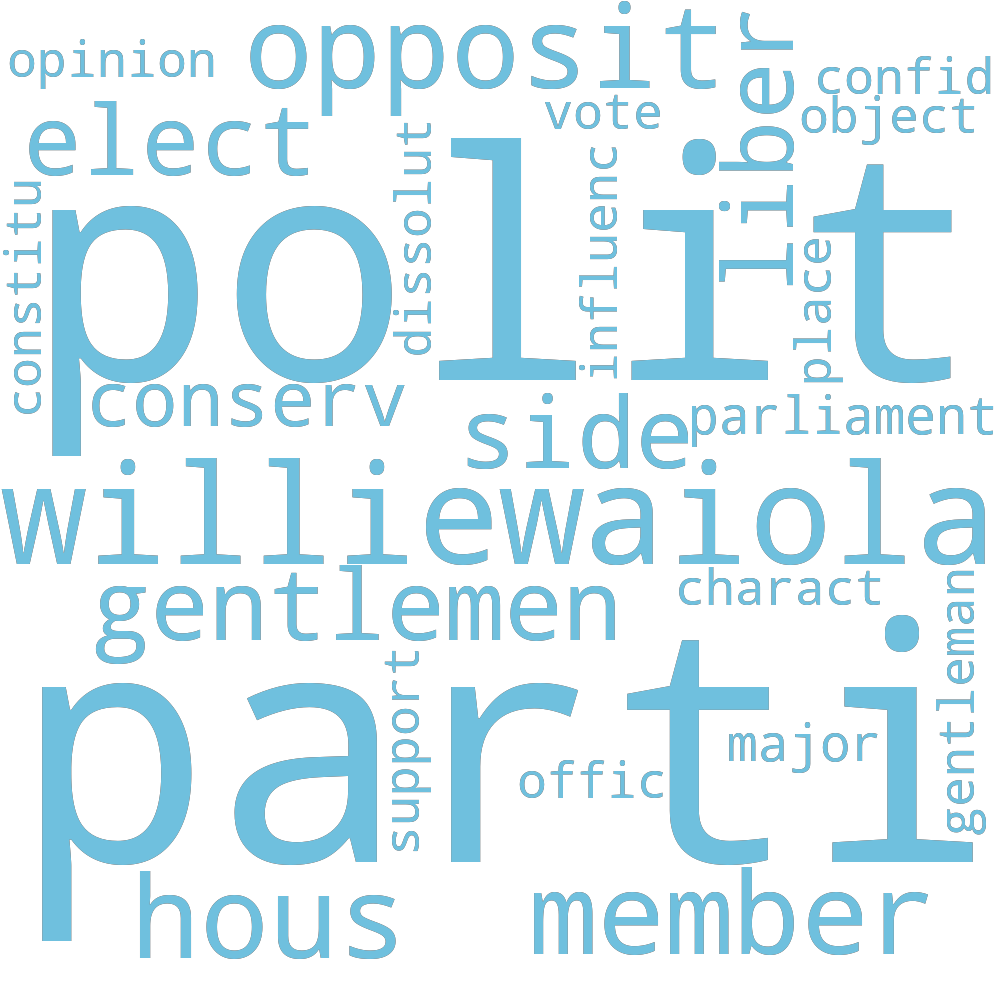 opposit
opinion
liber
confid
vote
object
elect
dissolut
influenc
polit
constitu
place
conserv
side
parliament
williewaiola
gentlemen
charact
gentleman
support
parti
major
offic
hous
member